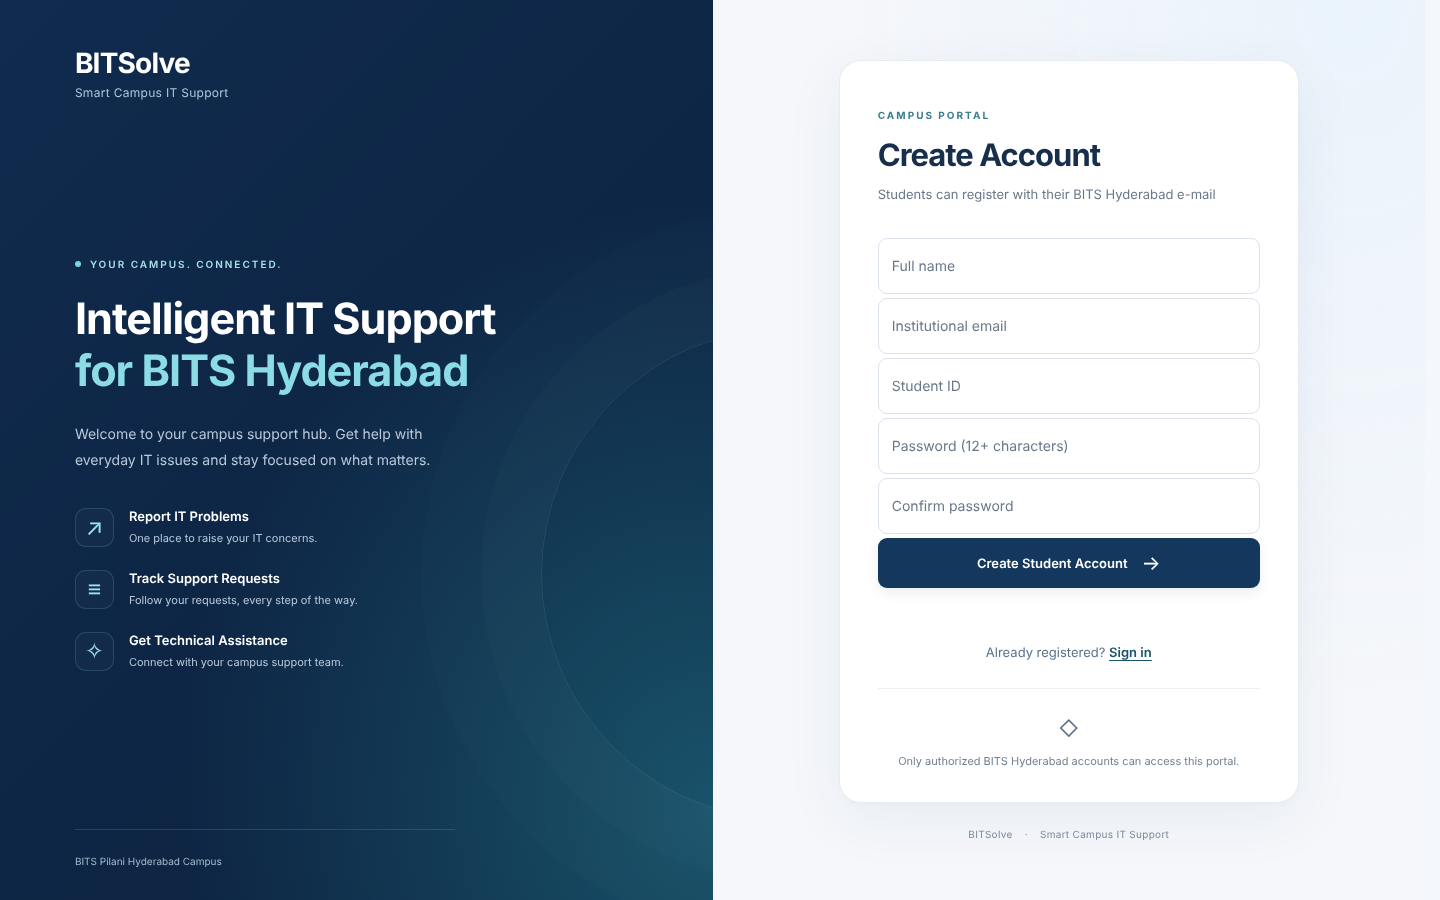 BITSolve
Smart Campus IT Support
YOUR CAMPUS. CONNECTED.
Intelligent IT Support
for BITS Hyderabad
Welcome to your campus support hub. Get help with
everyday IT issues and stay focused on what matters.
Report IT Problems
One place to raise your IT concerns.
Track Support Requests
Follow your requests, every step of the way.
Get Technical Assistance
Connect with your campus support team.
BITS Pilani Hyderabad Campus
CAMPUS PORTAL
Create Account
Students can register with their BITS Hyderabad e-mail
Full name
Institutional email
Student ID
Password (12+ characters)
Confirm password
Create Student Account
Already registered? Sign in
Only authorized BITS Hyderabad accounts can access this portal.
BITSolve · Smart Campus IT Support